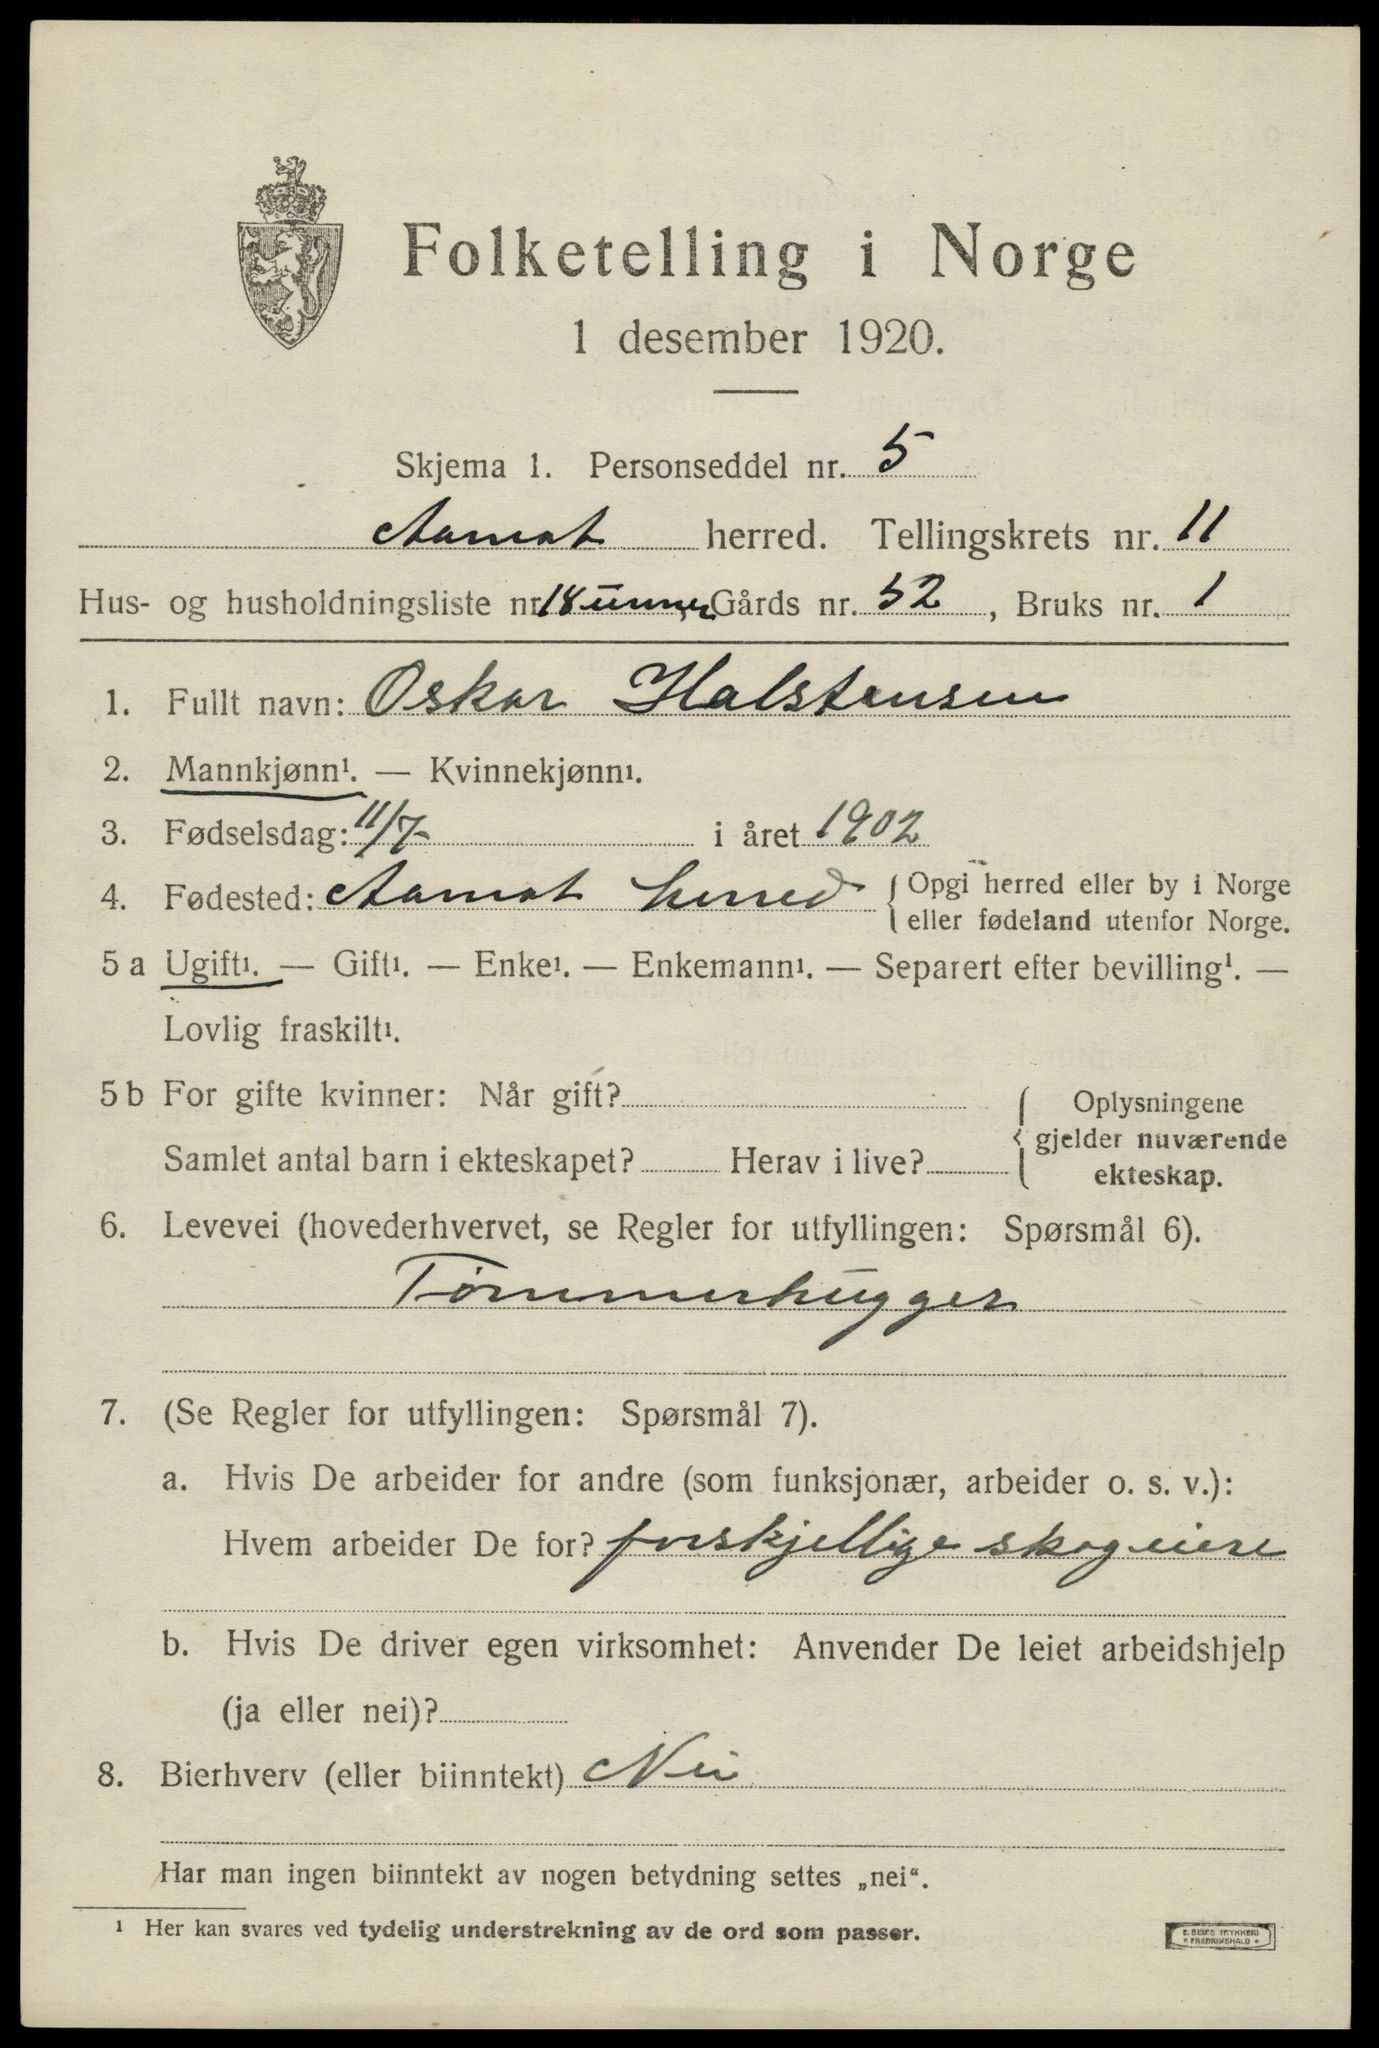 Folketelling i Norge
1 desember 1920.
Skjema 1. Personseddel nr. 5
Aamot herred. Tellingskrets nr. 11
Hus- og husholdningsliste nr. 18 Gårds nr. 52, Bruks nr. 1
1. Fullt navn: Oskar Halstensen
2. Mannkjønn¹. — Kvinnekjønn¹.
3. Fødselsdag: 11/7 i året 1902
4. Fødested: Aamot herred {Opgi herred eller by i Norge
eller fødeland utenfor Norge.
5 a Ugift¹. — Gift¹. — Enke¹. — Enkemann¹. — Separert efter bevilling¹. —
Lovlig fraskilt¹.
5 b For gifte kvinner: Når gift?
Samlet antal barn i ekteskapet? Herav i live?
{Oplysningene
gjelder nuværende
ekteskap.
6. Levevei (hovederhvervet, se Regler for utfyllingen: Spørsmål 6).
Tømmerhugger
7. (Se Regler for utfyllingen: Spørsmål 7).
a. Hvis De arbeider for andre (som funksjonær, arbeider o. s. v.):
Hvem arbeider De for? forskjellige skogeiere
b. Hvis De driver egen virksomhet: Anvender De leiet arbeidshjelp
(ja eller nei)?
8. Bierhverv (eller biinntekt) Nei
Har man ingen biinntekt av nogen betydning settes „nei“.
¹ Her kan svares ved tydelig understrekning av de ord som passer.
E. SEM'S TRYKKERI
FREDRIKSHALD